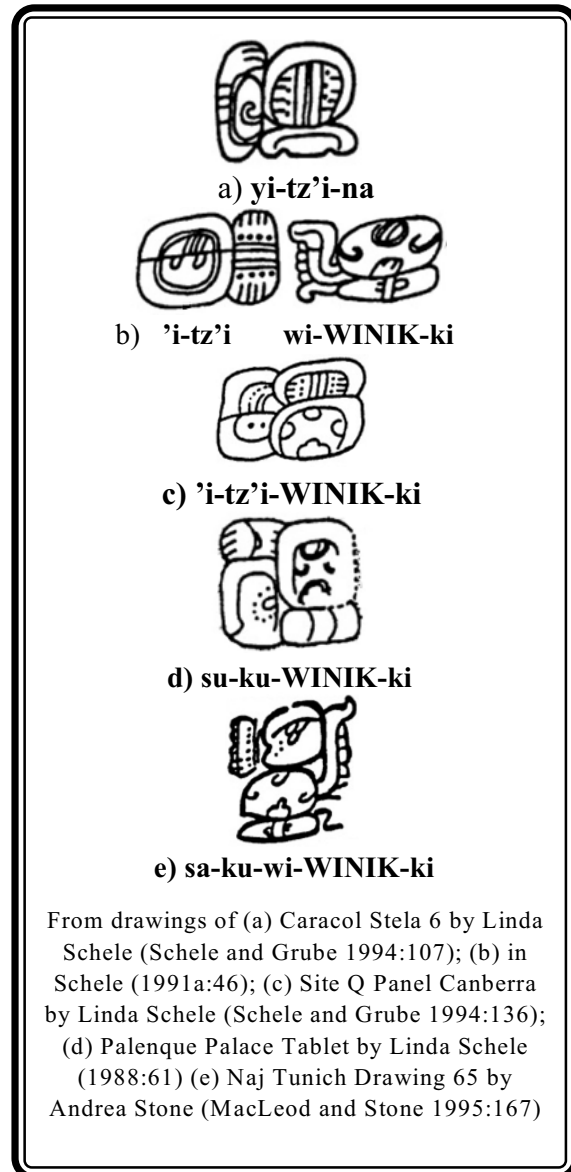 a) yi-tz’i-na
b) ’i-tz’i wi-WINIK-ki
c) ’i-tz’i-WINIK-ki
d) su-ku-WINIK-ki
e) sa-ku-wi-WINIK-ki
From drawings of (a) Caracol Stela 6 by Linda
Schele (Schele and Grube 1994:107); (b) in
Schele (1991a:46); (c) Site Q Panel Canberra
by Linda Schele (Schele and Grube 1994:136);
(d) Palenque Palace Tablet by Linda Schele
(1988:61) (e) Naj Tunich Drawing 65 by
Andrea Stone (MacLeod and Stone 1995:167)